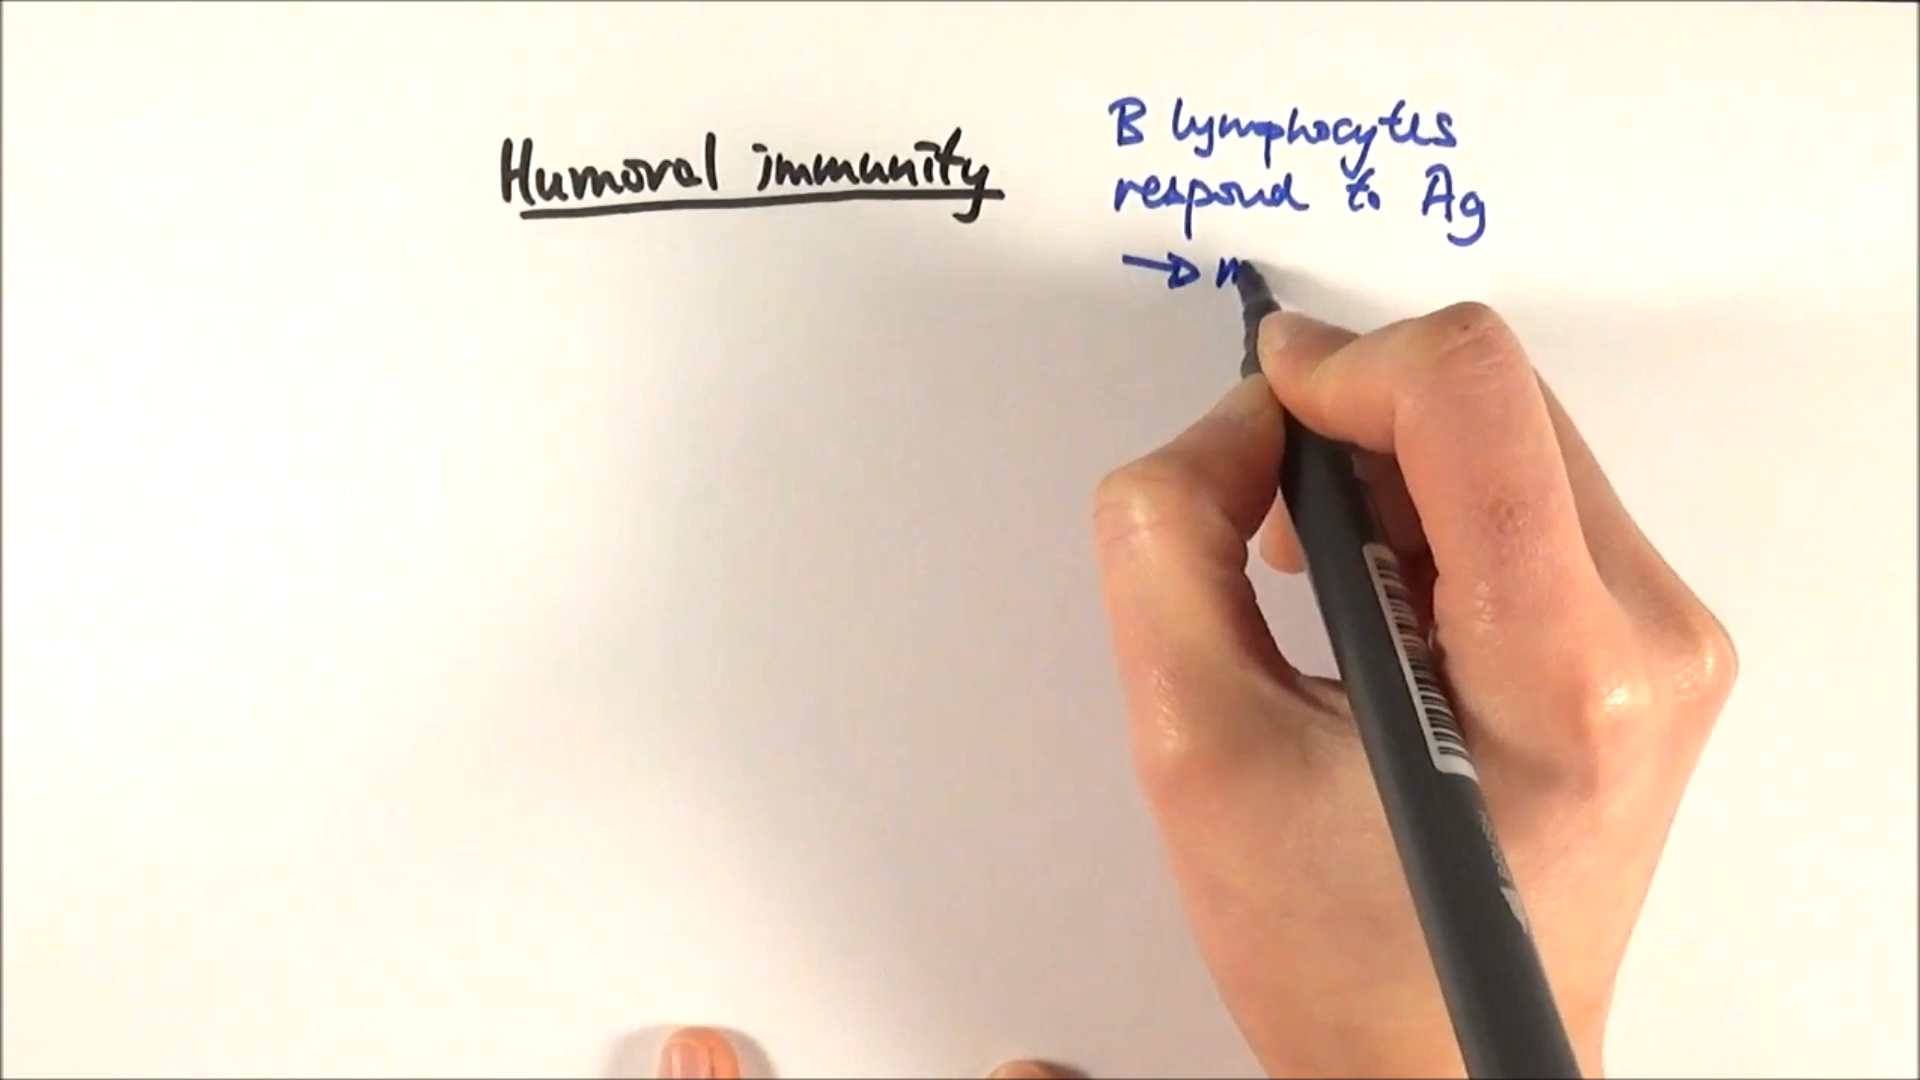 Humoral immunity
B lymphocytes
respond to Ag
→ m